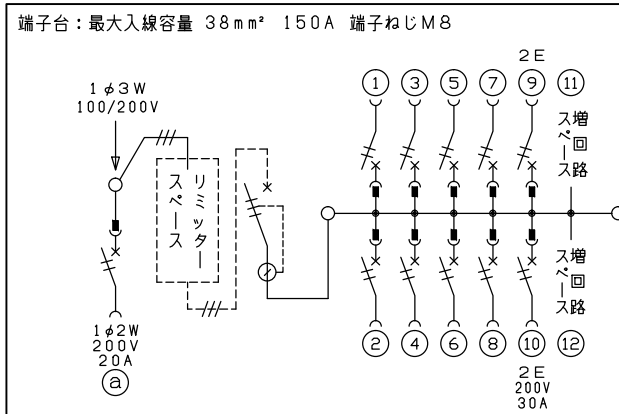 端子台：最大入線容量 38mm² 150A 端子ねじM8
1φ3W
100/200V
リミッター
スペース
1φ2W
200V
20A
a
2E
1 3 5 7 9 11
増回路
スペース
増回路
スペース
2 4 6 8 10 12
2E
200V
30A